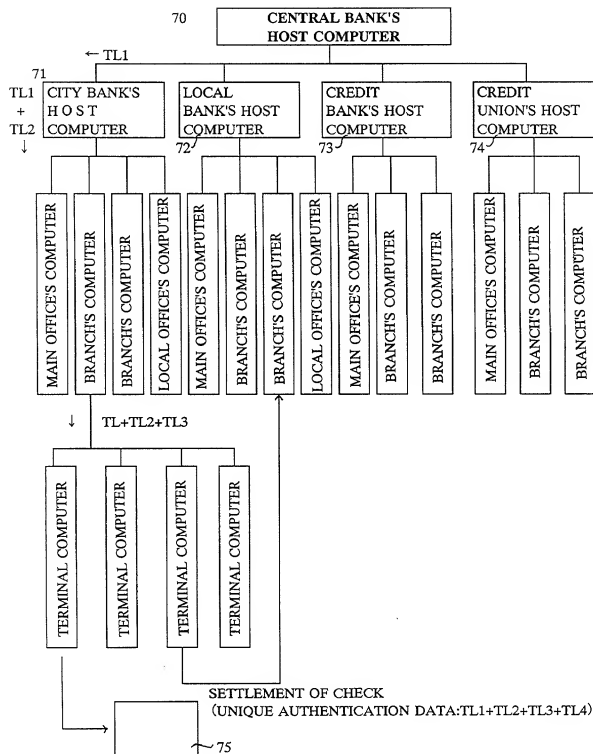 70
CENTRAL BANK'S
HOST COMPUTER
← TL1
71
CITY BANK'S
HOST
COMPUTER
TL1
+
TL2
↓
LOCAL
BANK'S HOST
COMPUTER
72
CREDIT
BANK'S HOST
COMPUTER
73
CREDIT
UNION'S HOST
COMPUTER
74
MAIN OFFICE'S COMPUTER
BRANCH'S COMPUTER
BRANCH'S COMPUTER
LOCAL OFFICE'S COMPUTER
MAIN OFFICE'S COMPUTER
BRANCH'S COMPUTER
BRANCH'S COMPUTER
LOCAL OFFICE'S COMPUTER
MAIN OFFICE'S COMPUTER
BRANCH'S COMPUTER
BRANCH'S COMPUTER
MAIN OFFICE'S COMPUTER
BRANCH'S COMPUTER
BRANCH'S COMPUTER
↓ TL+TL2+TL3
TERMINAL COMPUTER
TERMINAL COMPUTER
TERMINAL COMPUTER
TERMINAL COMPUTER
SETTLEMENT OF CHECK
(UNIQUE AUTHENTICATION DATA:TL1+TL2+TL3+TL4)
75